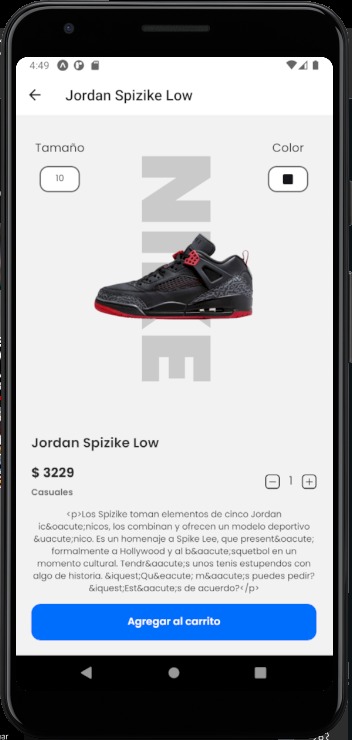 4:49
Jordan Spizike Low
Tamaño
Color
10
NIKE
Jordan Spizike Low
$ 3229
Casuales
1
<p>Los Spizike toman elementos de cinco Jordan
ic&oacute;nicos, los combinan y ofrecen un modelo deportivo
&uacute;nico. Es un homenaje a Spike Lee, que present&oacute;
formalmente a Hollywood y al b&aacute;squetbol en un
momento cultural. Tendr&aacute;s unos tenis estupendos con
algo de historia. &iquest;Qu&eacute; m&aacute;s puedes pedir?
&iquest;Est&aacute;s de acuerdo?</p>
Agregar al carrito